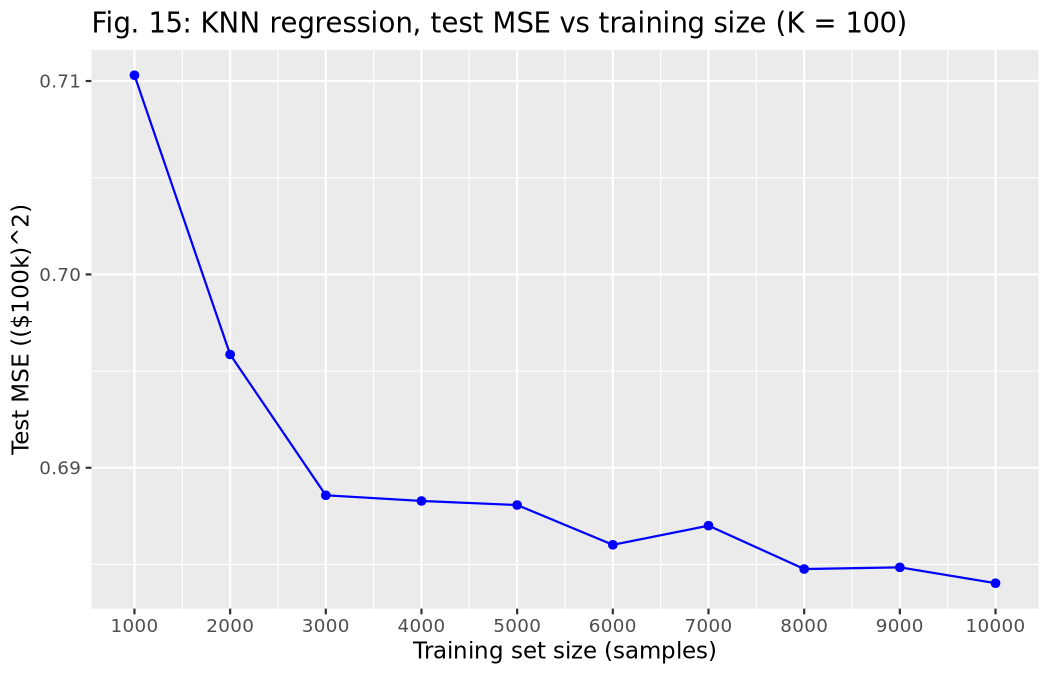 Fig. 15: KNN regression, test MSE vs training size (K = 100)
Test MSE (($100k)^2)
0.71
0.70
0.69
1000 2000 3000 4000 5000 6000 7000 8000 9000 10000
Training set size (samples)